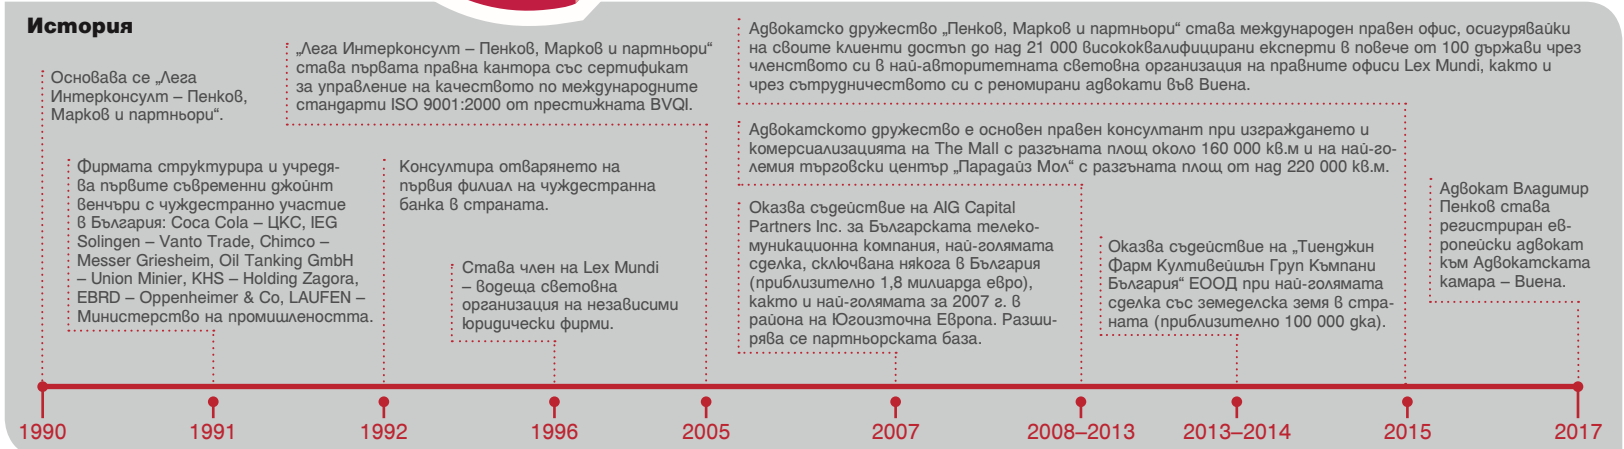 История
Основава се „Лега
Интерконсулт – Пенков,
Марков и партньори“.
Фирмата структурира и учредя-
ва първите съвременни джойнт
венчъри с чуждестранно участие
в България: Coca Cola – ЦКС, IEG
Solingen – Vanto Trade, Chimco –
Messer Griesheim, Oil Tanking GmbH
– Union Minier, KHS – Holding Zagora,
EBRD – Oppenheimer & Co, LAUFEN –
Министерство на промишлеността.
„Лега Интерконсулт – Пенков, Марков и партньори“
става първата правна кантора със сертификат
за управление на качеството по международните
стандарти ISO 9001:2000 от престижната BVQI.
Консултира отварянето на
първия филиал на чуждестранна
банка в страната.
Става член на Lex Mundi
– водеща световна
организация на независими
юридически фирми.
Адвокатско дружество „Пенков, Марков и партньори“ става международен правен офис, осигурявайки
на своите клиенти достъп до над 21 000 висококвалифицирани експерти в повече от 100 държави чрез
членството си в най-авторитетната световна организация на правните офиси Lex Mundi, както и
чрез сътрудничеството си с реномирани адвокати във Виена.
Адвокатското дружество е основен правен консултант при изграждането и
комерсиализацията на The Mall с разгъната площ около 160 000 кв.м и на най-го-
лемия търговски център „Парадайз Мол“ с разгъната площ от над 220 000 кв.м.
Оказва съдействие на AIG Capital
Partners Inc. за Българската телеко-
муникационна компания, най-голямата
сделка, сключвана някога в България
(приблизително 1,8 милиарда евро),
както и най-голямата за 2007 г. в
района на Югоизточна Европа. Разши-
рява се партньорската база.
Оказва съдействие на „Тиенджин
Фарм Култивейшън Груп Къмпани
България“ ЕООД при най-голямата
сделка със земеделска земя в стра-
ната (приблизително 100 000 дка).
Адвокат Владимир
Пенков става
регистриран ев-
ропейски адвокат
към Адвокатската
камара – Виена.
1990 1991 1992 1996 2005 2007 2008–2013 2013–2014 2015 2017